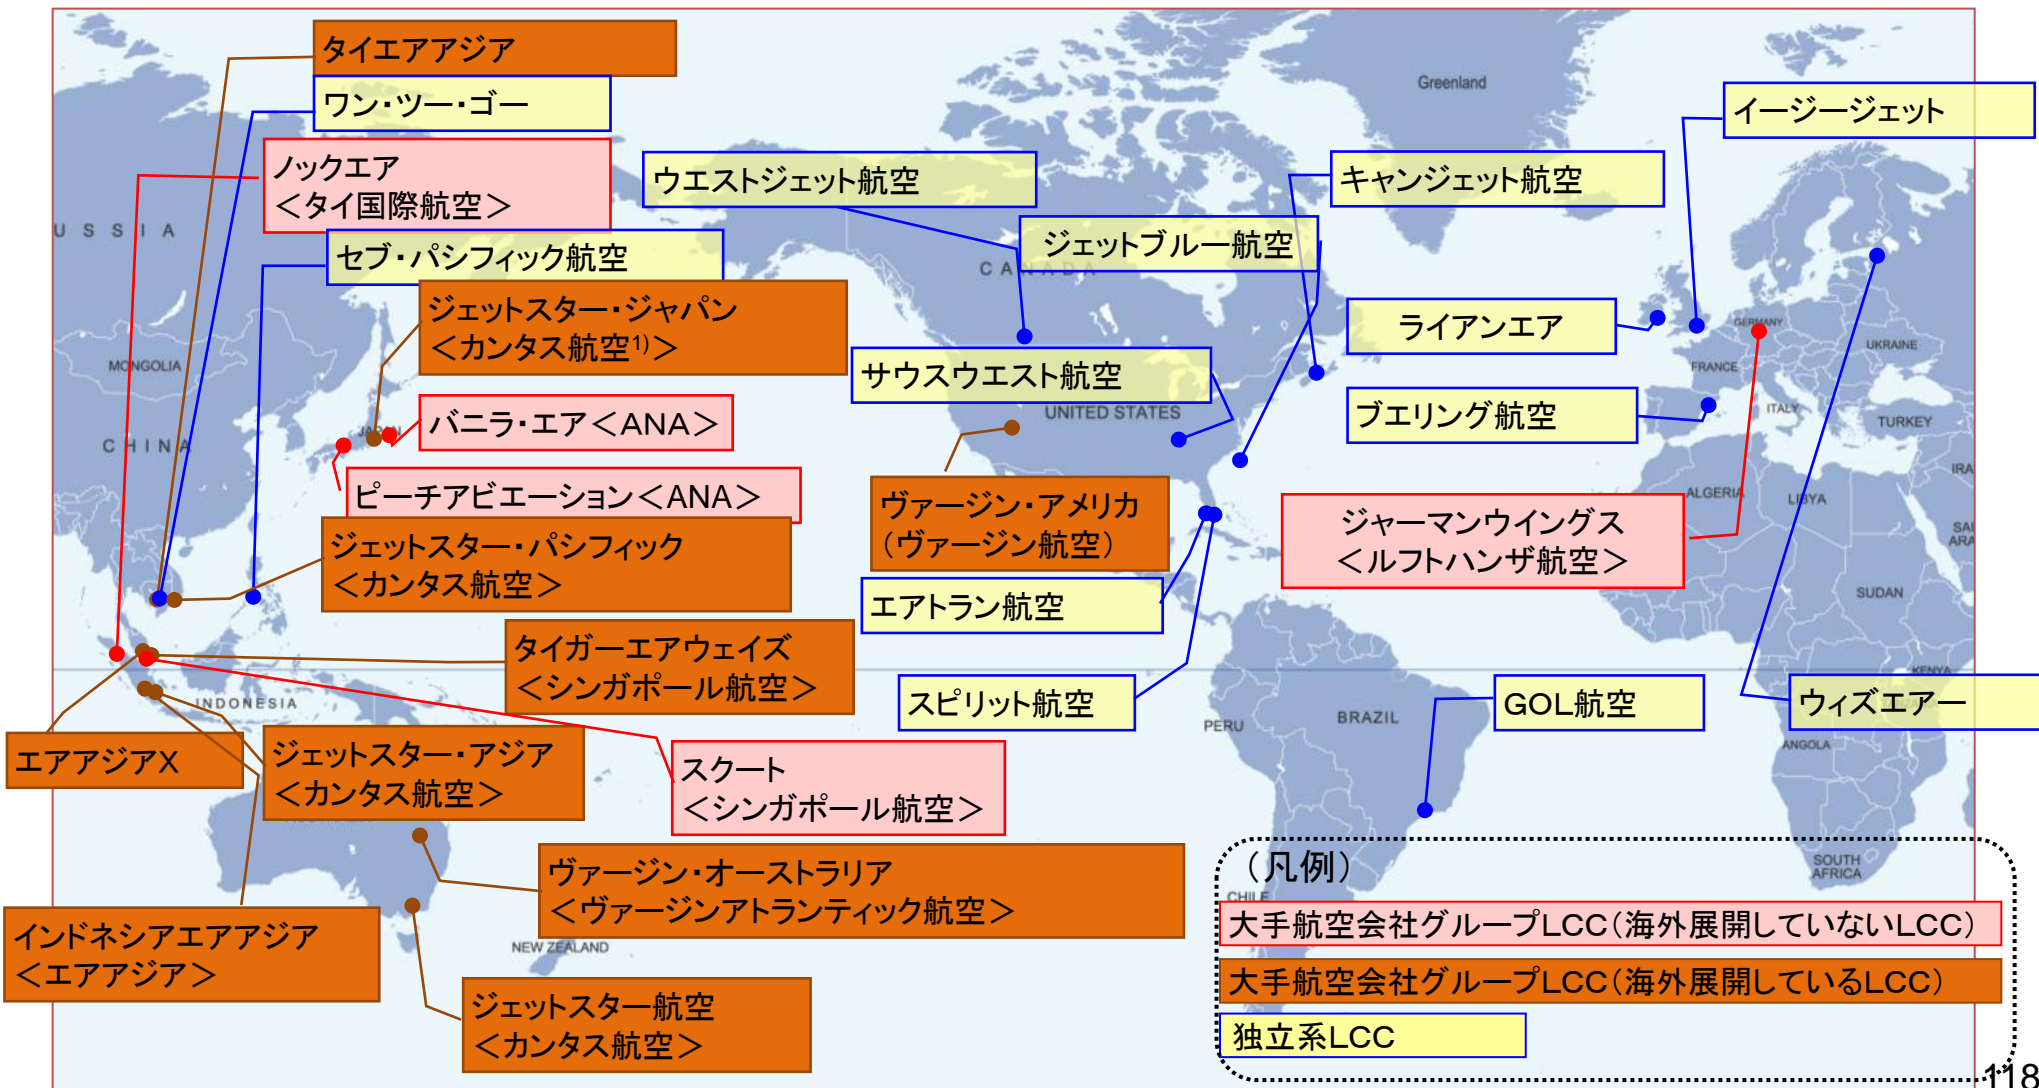 タイエアアジア
ワン・ツー・ゴー
ノックエア
＜タイ国際航空＞
セブ・パシフィック航空
ジェットスター・ジャパン
＜カンタス航空1)＞
バニラ・エア＜ANA＞
ピーチアビエーション＜ANA＞
ジェットスター・パシフィック
＜カンタス航空＞
タイガーエアウェイズ
＜シンガポール航空＞
エアアジアX
ジェットスター・アジア
＜カンタス航空＞
スクート
＜シンガポール航空＞
インドネシアエアアジア
＜エアアジア＞
ヴァージン・オーストラリア
＜ヴァージンアトランティック航空＞
ジェットスター航空
＜カンタス航空＞
ウエストジェット航空
ジェットブルー航空
キャンジェット航空
サウスウエスト航空
ヴァージン・アメリカ
（ヴァージン航空）
エアトラン航空
スピリット航空
GOL航空
イージージェット
ライアンエア
ブエリング航空
ジャーマンウイングス
＜ルフトハンザ航空＞
ウィズエアー
USSIA
MONGOLIA
CHINA
JAPAN
INDONESIA
NEW ZEALAND
Greenland
CANADA
UNITED STATES
PERU
BRAZIL
CHILE
GERMANY
FRANCE
UKRAINE
ITALY
TURKEY
IRA
ALGERIA
LIBYA
SAU
ARA
SUDAN
KENYA
ANGOLA
SOUTH
AFRICA
（凡例）
大手航空会社グループLCC（海外展開していないLCC）
大手航空会社グループLCC（海外展開しているLCC）
独立系LCC
118